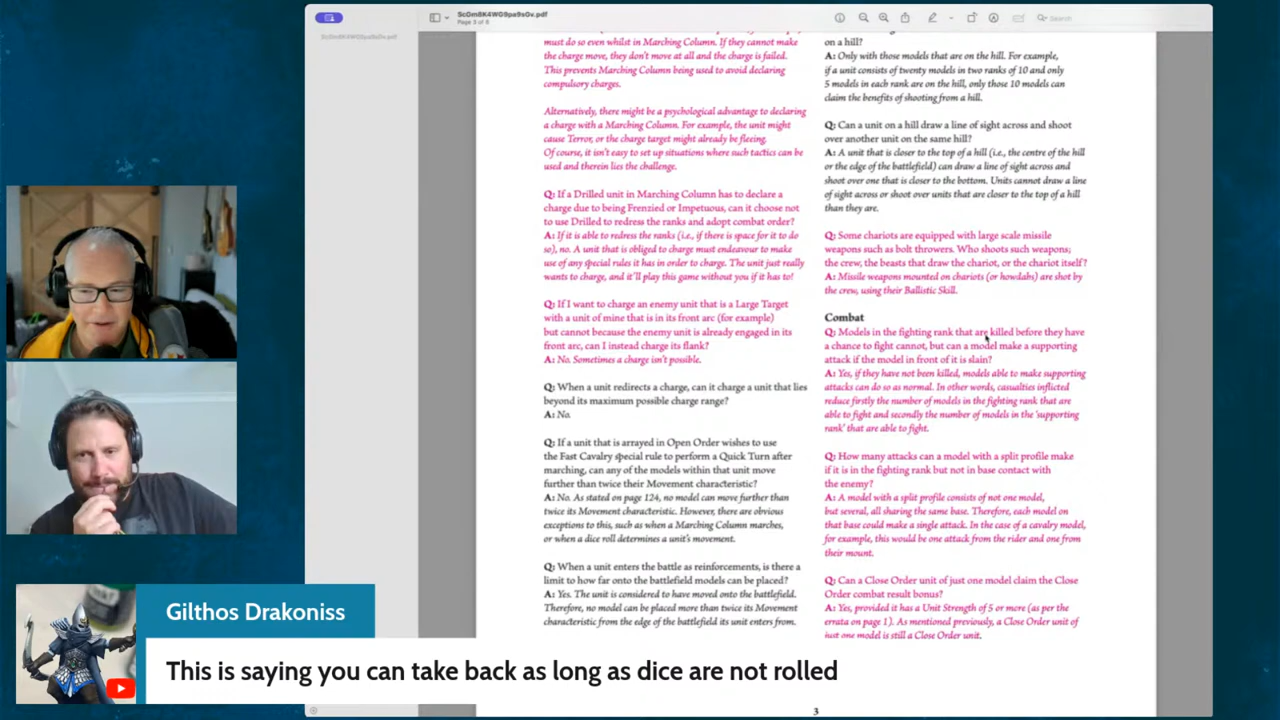 Sc0m8K4WG9pa9sGv.pdf
Page 3 of 6
Search
must do so even whilst in Marching Column. If they cannot make
the charge move, they don't move at all and the charge is failed.
This prevents Marching Column being used to avoid declaring
compulsory charges.
Alternatively, there might be a psychological advantage to declaring
a charge with a Marching Column. For example, the unit might
cause Terror, or the charge target might already be fleeing.
Of course, it isn't easy to set up situations where such tactics can be
used and therein lies the challenge.
Q: If a Drilled unit in Marching Column has to declare a
charge due to being Frenzied or Impetuous, can it choose not
to use Drilled to redress the ranks and adopt combat order?
A: If it is able to redress the ranks (i.e., if there is space for it to do
so), no. A unit that is obliged to charge must endeavour to make
use of any special rules it has in order to charge. The unit just really
wants to charge, and it'll play this game without you if it has to!
Q: If I want to charge an enemy unit that is a Large Target
with a unit of mine that is in its front arc (for example)
but cannot because the enemy unit is already engaged in its
front arc, can I instead charge its flank?
A: No. Sometimes a charge isn't possible.
Q: When a unit redirects a charge, can it charge a unit that lies
beyond its maximum possible charge range?
A: No.
Q: If a unit that is arrayed in Open Order wishes to use
the Fast Cavalry special rule to perform a Quick Turn after
marching, can any of the models within that unit move
further than twice their Movement characteristic?
A: No. As stated on page 124, no model can move further than
twice its Movement characteristic. However, there are obvious
exceptions to this, such as when a Marching Column marches,
or when a dice roll determines a unit's movement.
Q: When a unit enters the battle as reinforcements, is there a
limit to how far onto the battlefield models can be placed?
A: Yes. The unit is considered to have moved onto the battlefield.
Therefore, no model can be placed more than twice its Movement
characteristic from the edge of the battlefield its unit enters from.
on a hill?
A: Only with those models that are on the hill. For example,
if a unit consists of twenty models in two ranks of 10 and only
5 models in each rank are on the hill, only those 10 models can
claim the benefits of shooting from a hill.
Q: Can a unit on a hill draw a line of sight across and shoot
over another unit on the same hill?
A: A unit that is closer to the top of a hill (i.e., the centre of the hill
or the edge of the battlefield) can draw a line of sight across and
shoot over one that is closer to the bottom. Units cannot draw a line
of sight across or shoot over units that are closer to the top of a hill
than they are.
Q: Some chariots are equipped with large scale missile
weapons such as bolt throwers. Who shoots such weapons;
the crew, the beasts that draw the chariot, or the chariot itself?
A: Missile weapons mounted on chariots (or howdahs) are shot by
the crew, using their Ballistic Skill.
Combat
Q: Models in the fighting rank that are killed before they have
a chance to fight cannot, but can a model make a supporting
attack if the model in front of it is slain?
A: Yes, if they have not been killed, models able to make supporting
attacks can do so as normal. In other words, casualties inflicted
reduce firstly the number of models in the fighting rank that are
able to fight and secondly the number of models in the 'supporting
rank' that are able to fight.
Q: How many attacks can a model with a split profile make
if it is in the fighting rank but not in base contact with
the enemy?
A: A model with a split profile consists of not one model,
but several, all sharing the same base. Therefore, each model on
that base could make a single attack. In the case of a cavalry model,
for example, this would be one attack from the rider and one from
their mount.
Q: Can a Close Order unit of just one model claim the Close
Order combat result bonus?
A: Yes, provided it has a Unit Strength of 5 or more (as per the
errata on page 1). As mentioned previously, a Close Order unit of
just one model is still a Close Order unit.
3
Gilthos Drakoniss
This is saying you can take back as long as dice are not rolled